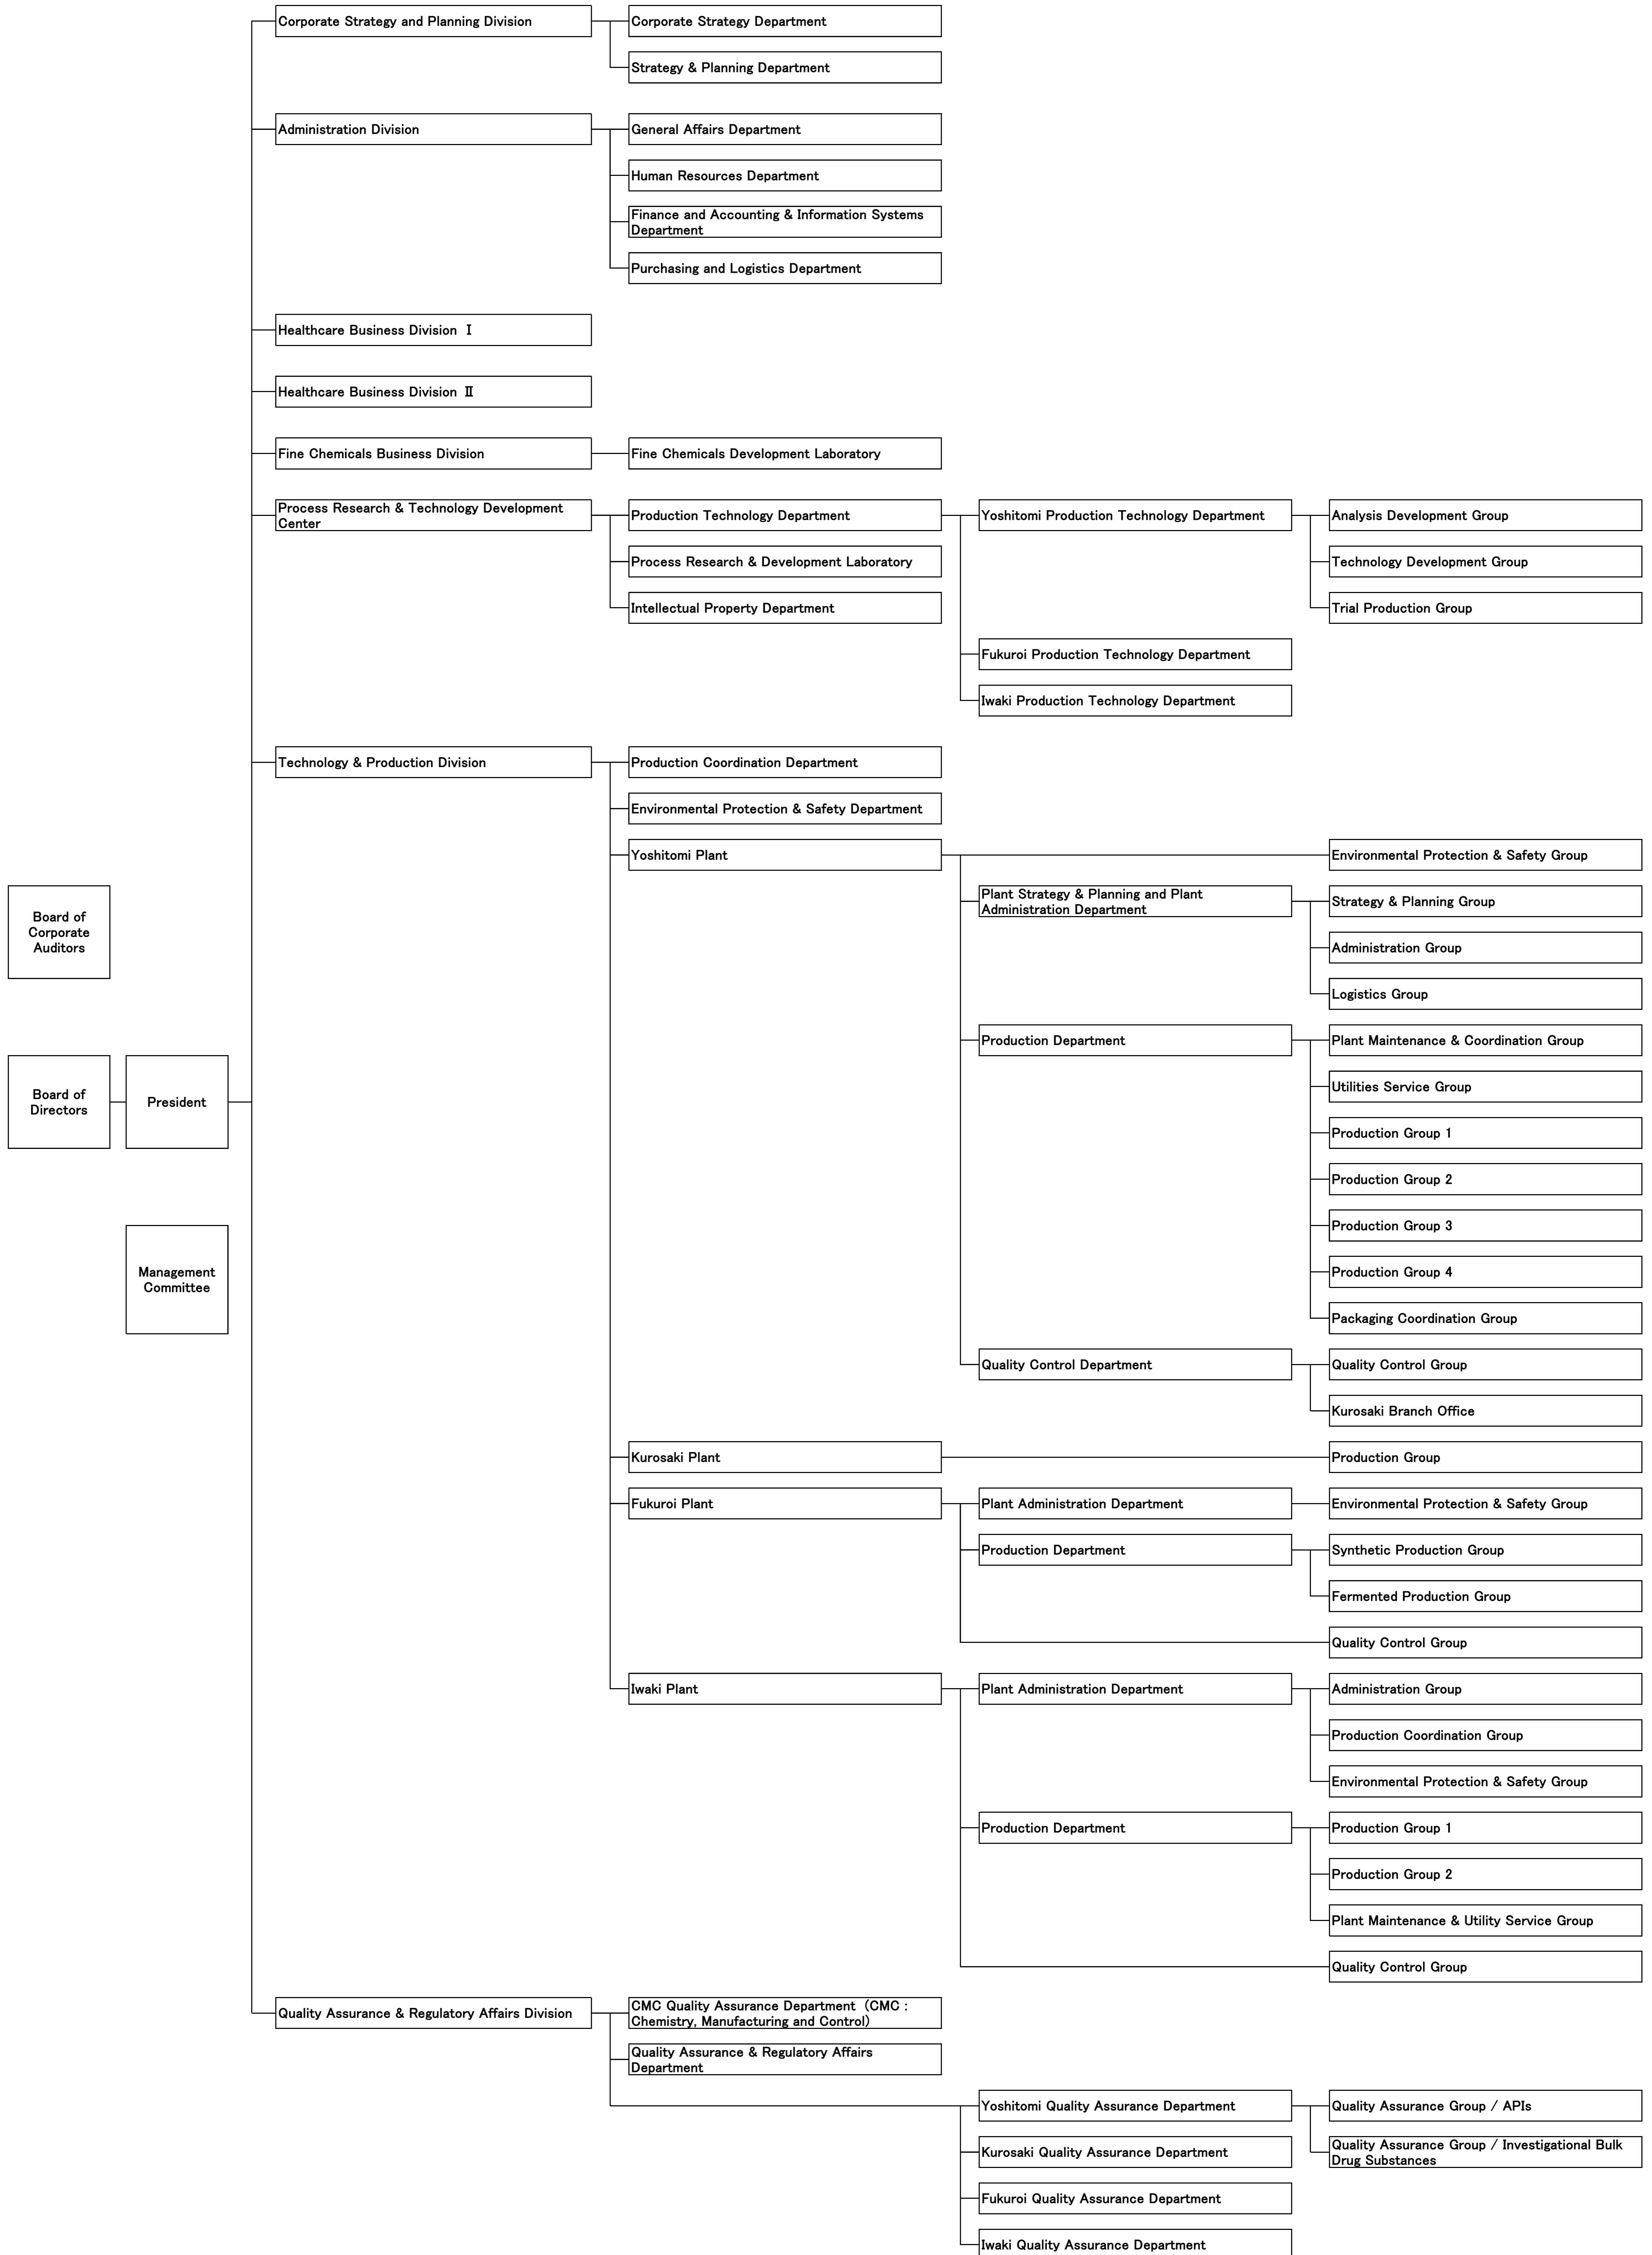 Corporate Strategy and Planning Division
Corporate Strategy Department
Strategy & Planning Department
Administration Division
General Affairs Department
Human Resources Department
Finance and Accounting & Information Systems
Department
Purchasing and Logistics Department
Healthcare Business Division Ⅰ
Healthcare Business Division Ⅱ
Fine Chemicals Business Division
Fine Chemicals Development Laboratory
Process Research & Technology Development
Center
Production Technology Department
Yoshitomi Production Technology Department
Analysis Development Group
Process Research & Development Laboratory
Technology Development Group
Intellectual Property Department
Trial Production Group
Fukuroi Production Technology Department
Iwaki Production Technology Department
Technology & Production Division
Production Coordination Department
Environmental Protection & Safety Department
Yoshitomi Plant
Environmental Protection & Safety Group
Plant Strategy & Planning and Plant
Administration Department
Strategy & Planning Group
Board of
Corporate
Auditors
Administration Group
Logistics Group
Production Department
Plant Maintenance & Coordination Group
Utilities Service Group
Board of
Directors
President
Production Group 1
Production Group 2
Production Group 3
Management
Committee
Production Group 4
Packaging Coordination Group
Quality Control Department
Quality Control Group
Kurosaki Branch Office
Kurosaki Plant
Production Group
Fukuroi Plant
Plant Administration Department
Environmental Protection & Safety Group
Production Department
Synthetic Production Group
Fermented Production Group
Quality Control Group
Iwaki Plant
Plant Administration Department
Administration Group
Production Coordination Group
Environmental Protection & Safety Group
Production Department
Production Group 1
Production Group 2
Plant Maintenance & Utility Service Group
Quality Control Group
Quality Assurance & Regulatory Affairs Division
CMC Quality Assurance Department (CMC :
Chemistry, Manufacturing and Control)
Quality Assurance & Regulatory Affairs
Department
Yoshitomi Quality Assurance Department
Quality Assurance Group / APIs
Kurosaki Quality Assurance Department
Quality Assurance Group / Investigational Bulk
Drug Substances
Fukuroi Quality Assurance Department
Iwaki Quality Assurance Department